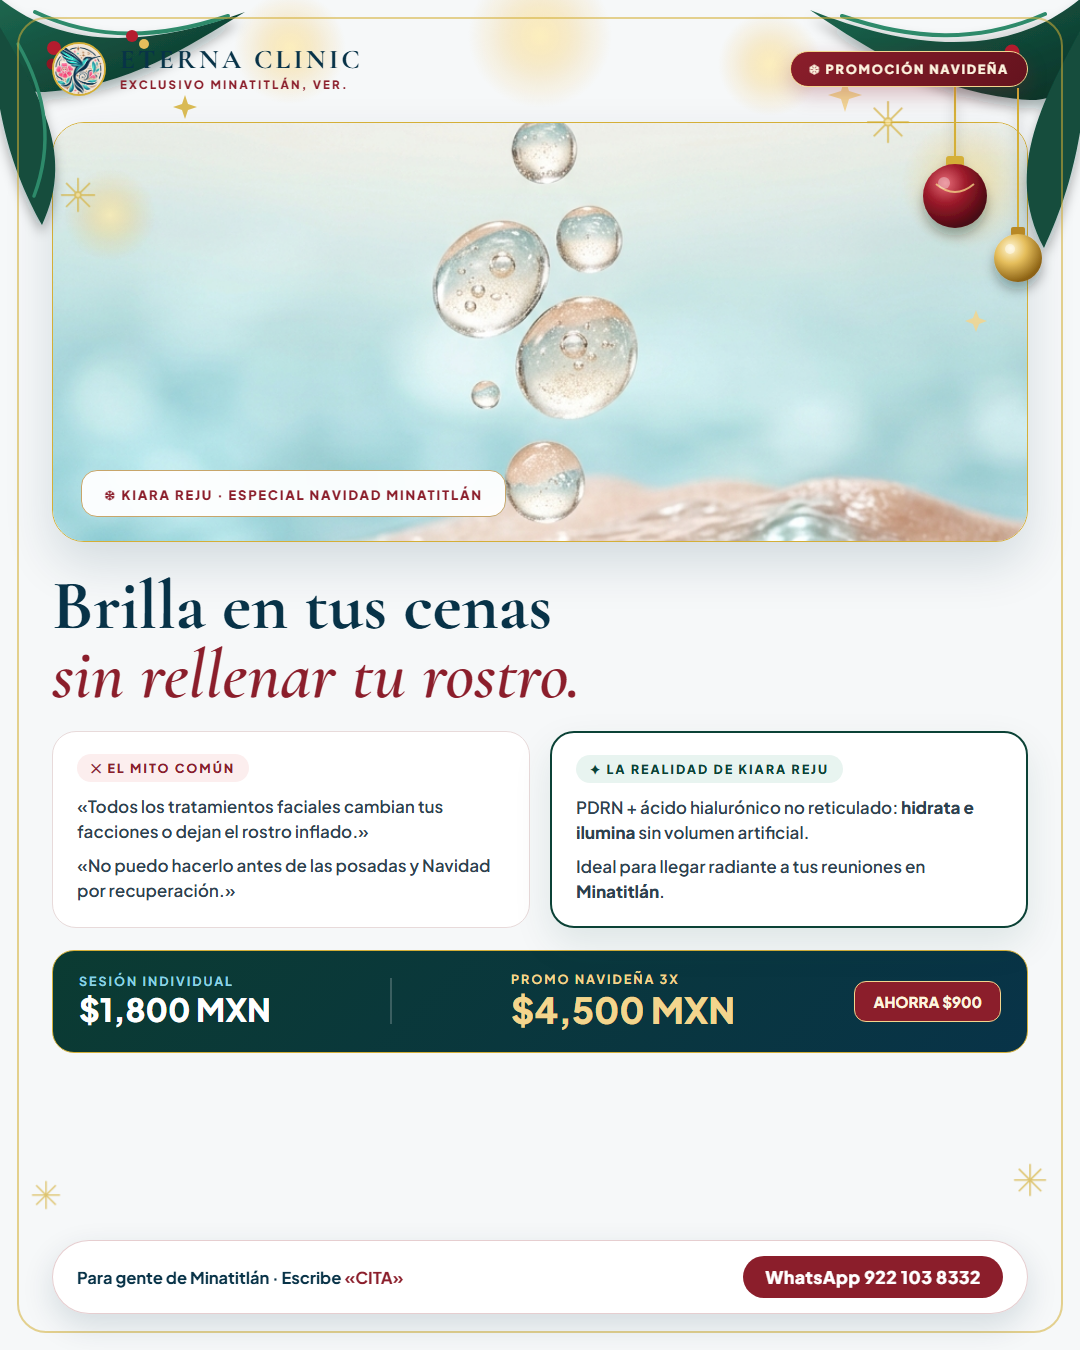 ETERNA CLINIC
EXCLUSIVO MINATITLÁN, VER.
❄ PROMOCIÓN NAVIDEÑA
❄ KIARA REJU · ESPECIAL NAVIDAD MINATITLÁN
Brilla en tus cenas
sin rellenar tu rostro.
✕ EL MITO COMÚN
«Todos los tratamientos faciales cambian tus
facciones o dejan el rostro inflado.»
«No puedo hacerlo antes de las posadas y Navidad
por recuperación.»
✦ LA REALIDAD DE KIARA REJU
PDRN + ácido hialurónico no reticulado: hidrata e
ilumina sin volumen artificial.
Ideal para llegar radiante a tus reuniones en
Minatitlán.
SESIÓN INDIVIDUAL
$1,800 MXN
PROMO NAVIDEÑA 3X
$4,500 MXN
AHORRA $900
Para gente de Minatitlán · Escribe «CITA»
WhatsApp 922 103 8332